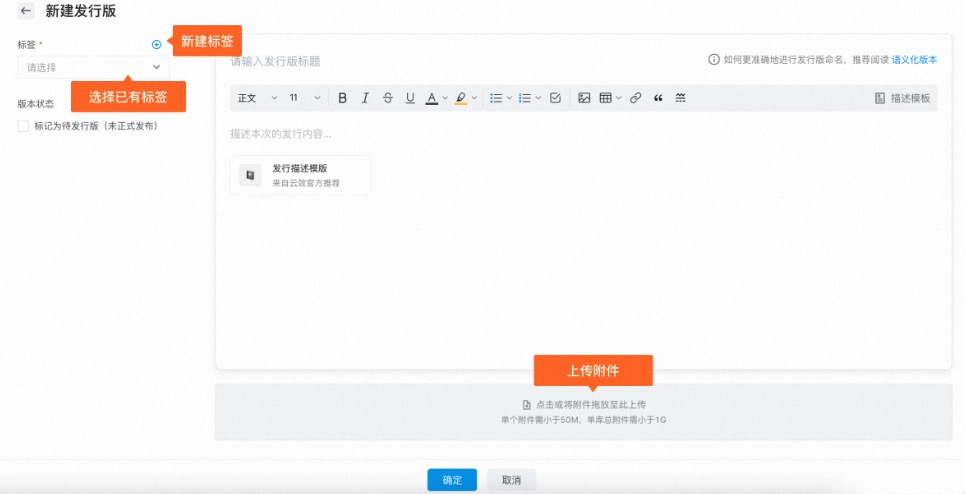 新建发行版
标签 *
新建标签
请选择
选择已有标签
版本状态
标记为待发行版（未正式发布）
请输入发行版标题
如何更准确地进行发行版命名，推荐阅读 语义化版本
正文 11 B I S U A 描述模板
描述本次的发行内容...
发行描述模版
来自云效官方推荐
上传附件
点击或将附件拖放至此上传
单个附件需小于50M，单库总附件需小于1G
确定 取消